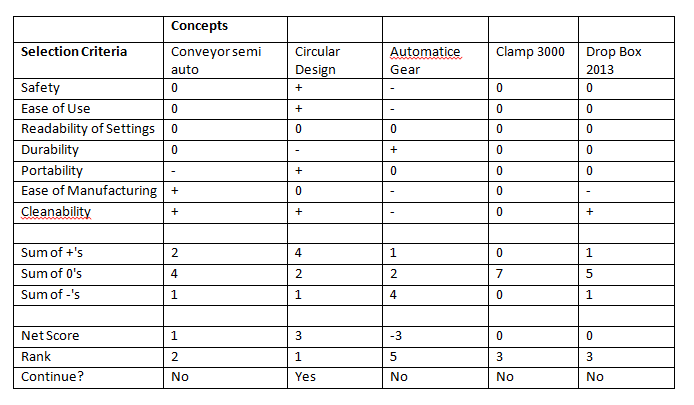 Concepts
Selection Criteria Conveyor semi auto Circular Design Automatice Gear Clamp 3000 Drop Box 2013
Safety 0 + - 0 0
Ease of Use 0 + - 0 0
Readability of Settings 0 0 0 0 0
Durability 0 - + 0 0
Portability - + 0 0 0
Ease of Manufacturing + 0 - 0 -
Cleanability + + - 0 +
Sum of +'s 2 4 1 0 1
Sum of 0's 4 2 2 7 5
Sum of -'s 1 1 4 0 1
Net Score 1 3 -3 0 0
Rank 2 1 5 3 3
Continue? No Yes No No No